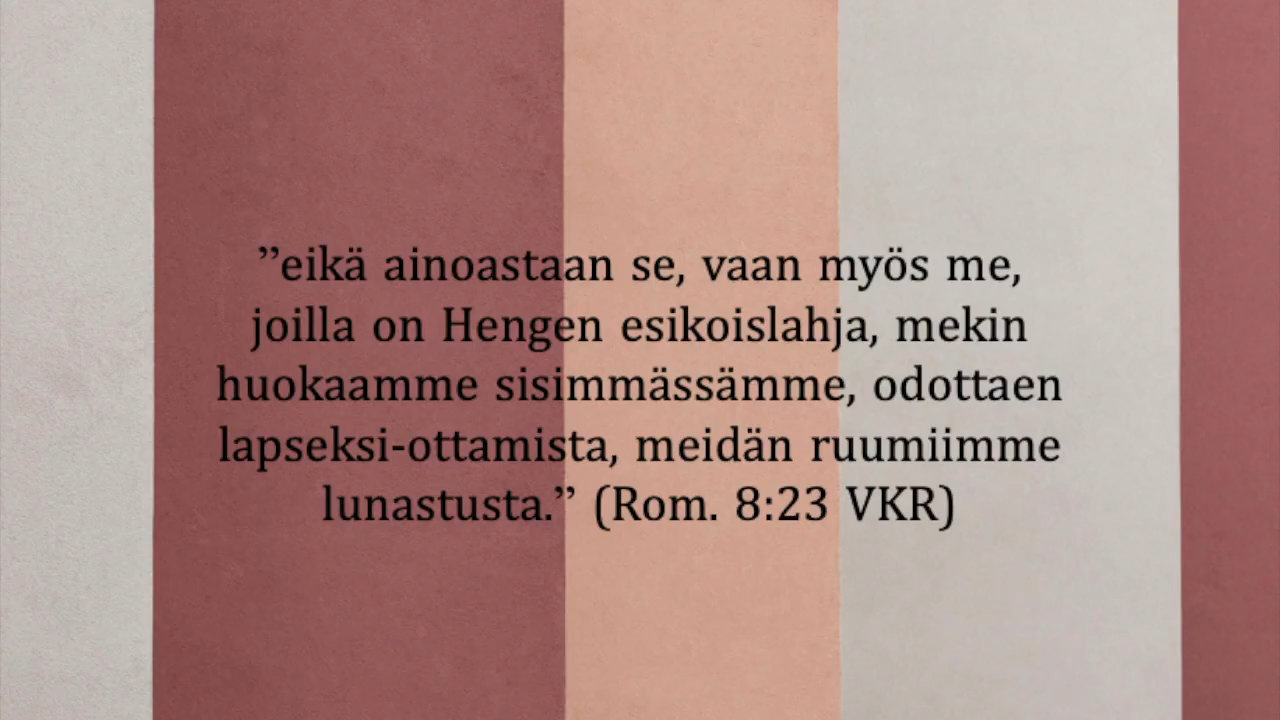 ”eikä ainoastaan se, vaan myös me,
joilla on Hengen esikoislahja, mekin
huokaamme sisimmässämme, odottaen
lapseksi-ottamista, meidän ruumiimme
lunastusta.” (Rom. 8:23 VKR)